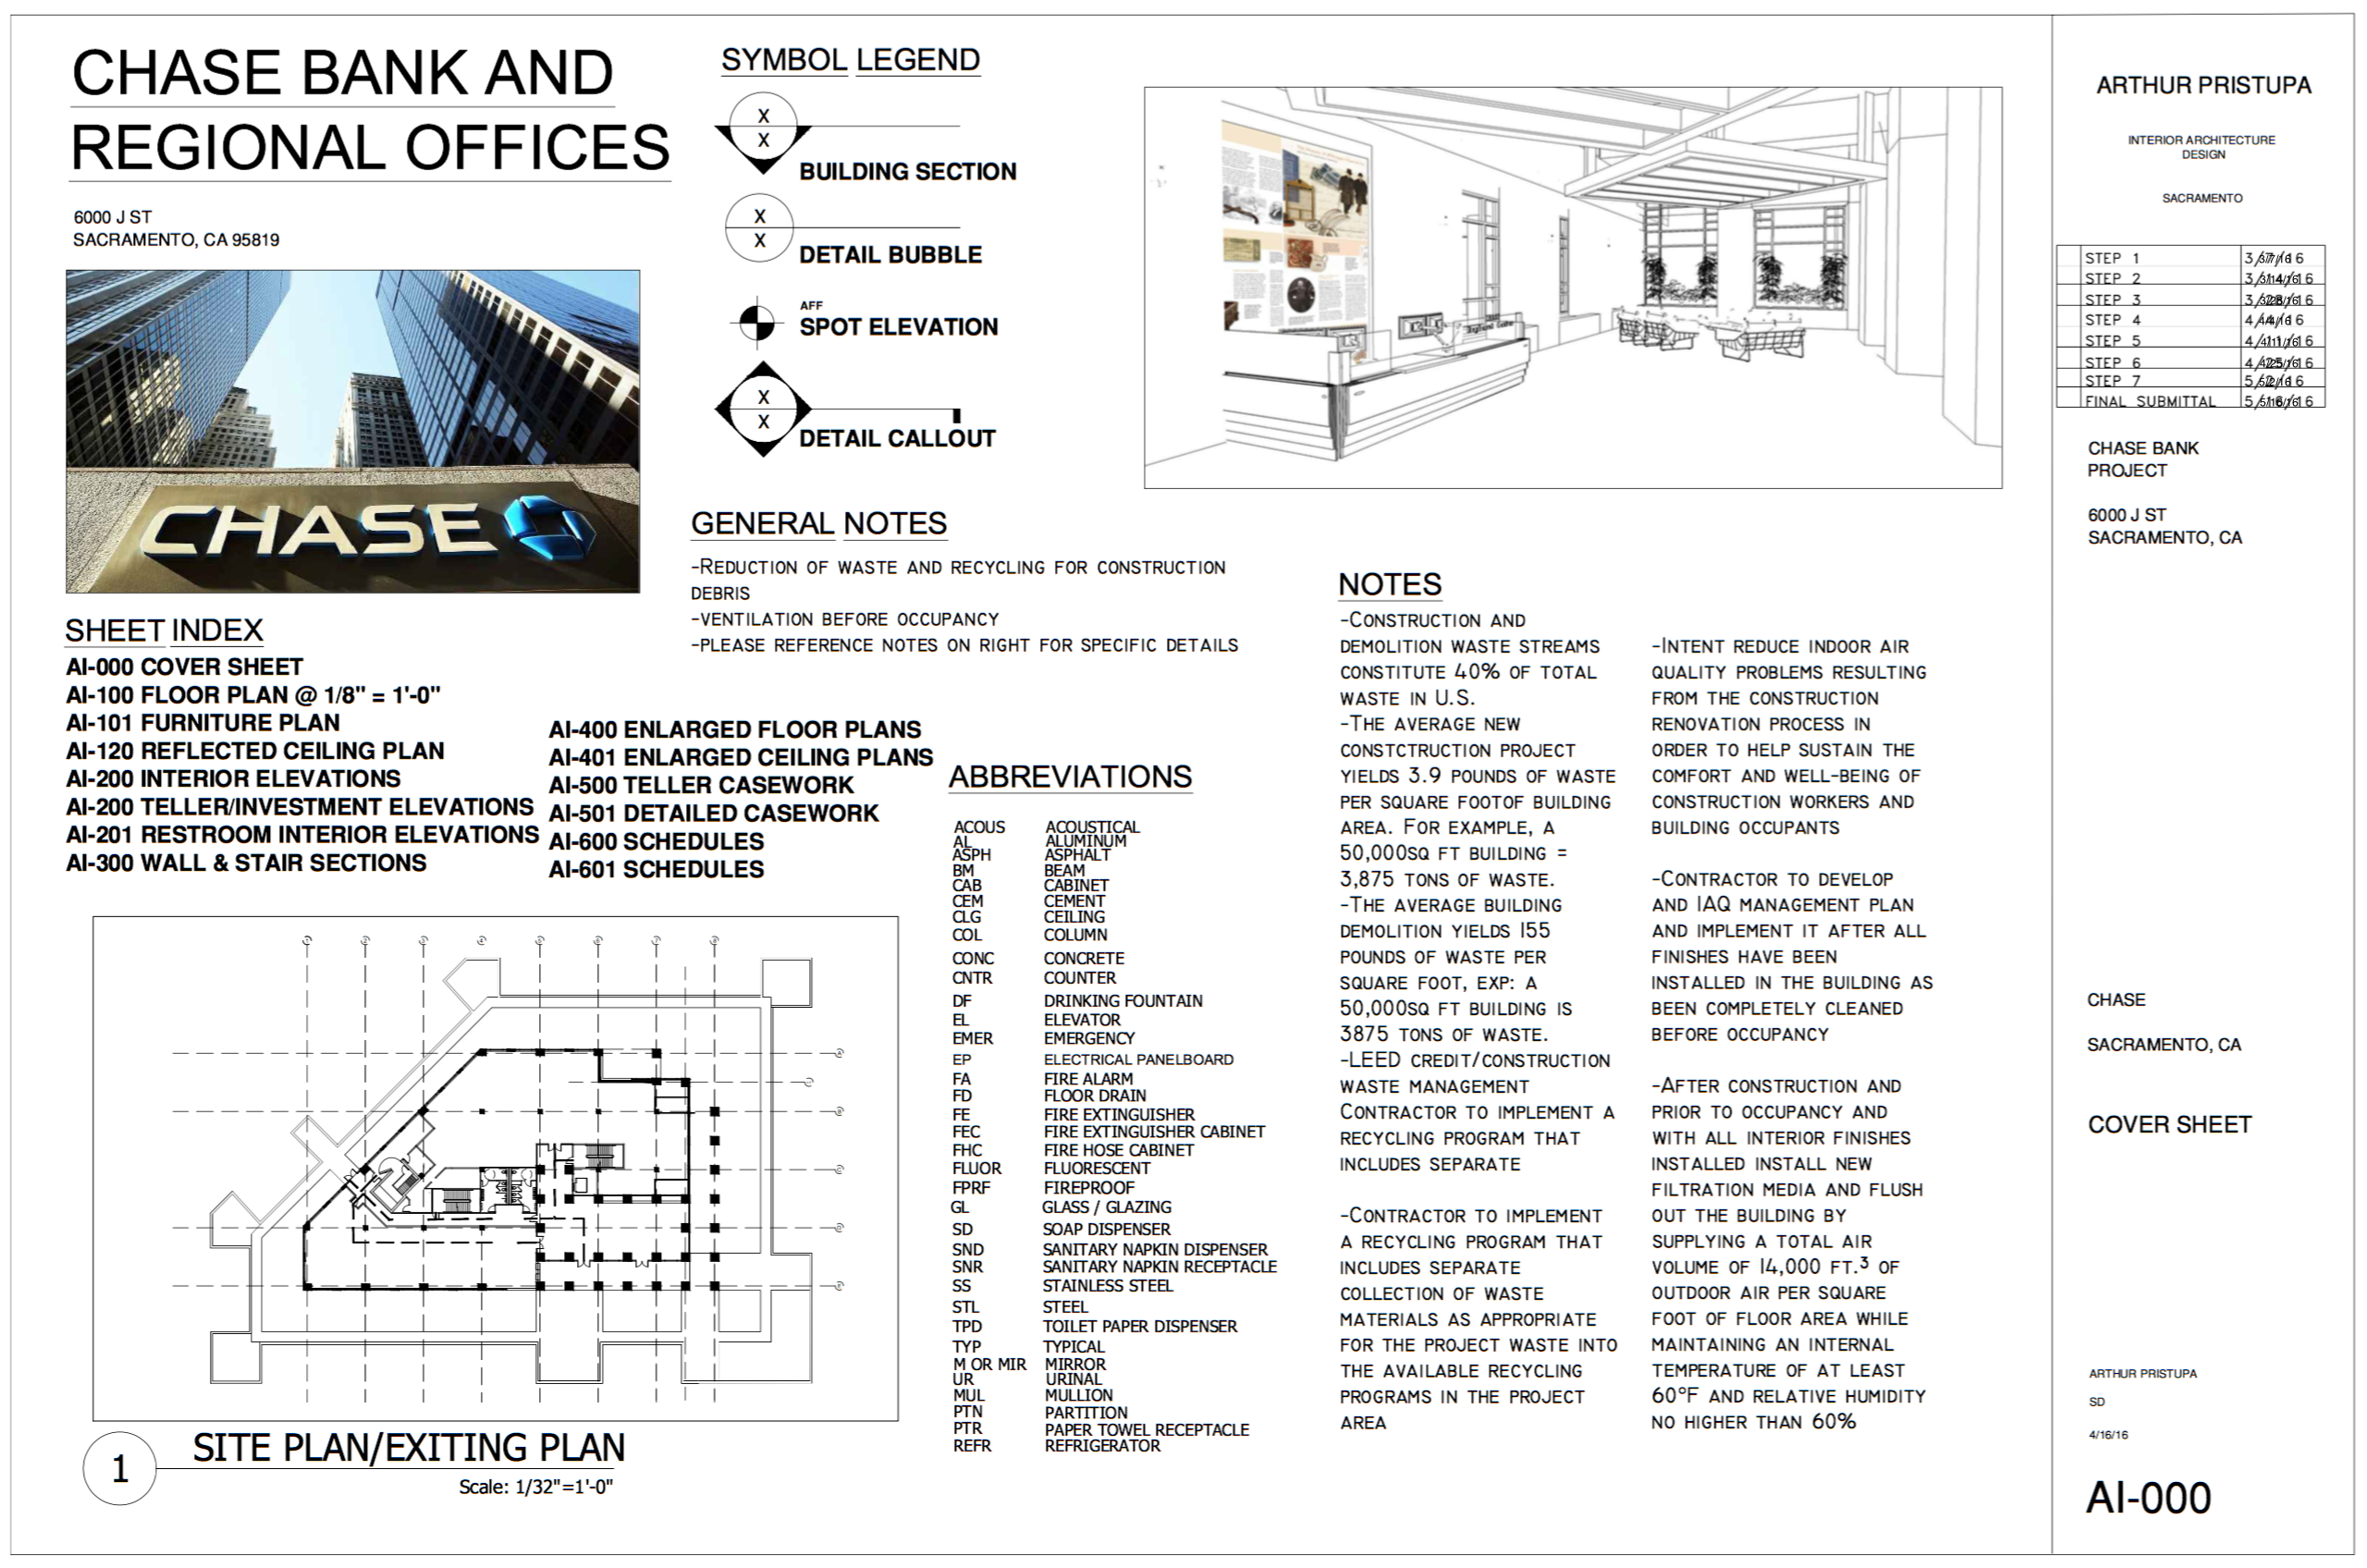 CHASE BANK AND
REGIONAL OFFICES
6000 J ST
SACRAMENTO, CA 95819
CHASE
SHEET INDEX
AI-000 COVER SHEET
AI-100 FLOOR PLAN @ 1/8" = 1'-0"
AI-101 FURNITURE PLAN
AI-120 REFLECTED CEILING PLAN
AI-200 INTERIOR ELEVATIONS
AI-200 TELLER/INVESTMENT ELEVATIONS
AI-201 RESTROOM INTERIOR ELEVATIONS
AI-300 WALL & STAIR SECTIONS
AI-400 ENLARGED FLOOR PLANS
AI-401 ENLARGED CEILING PLANS
AI-500 TELLER CASEWORK
AI-501 DETAILED CASEWORK
AI-600 SCHEDULES
AI-601 SCHEDULES
1
SITE PLAN/EXITING PLAN
Scale: 1/32"=1'-0"
SYMBOL LEGEND
X
X
BUILDING SECTION
X
X
DETAIL BUBBLE
AFF
SPOT ELEVATION
X
X
DETAIL CALLOUT
GENERAL NOTES
-REDUCTION OF WASTE AND RECYCLING FOR CONSTRUCTION
DEBRIS
-VENTILATION BEFORE OCCUPANCY
-PLEASE REFERENCE NOTES ON RIGHT FOR SPECIFIC DETAILS
ABBREVIATIONS
ACOUS ACOUSTICAL
AL ALUMINUM
ASPH ASPHALT
BM BEAM
CAB CABINET
CEM CEMENT
CLG CEILING
COL COLUMN
CONC CONCRETE
CNTR COUNTER
DF DRINKING FOUNTAIN
EL ELEVATOR
EMER EMERGENCY
EP ELECTRICAL PANELBOARD
FA FIRE ALARM
FD FLOOR DRAIN
FE FIRE EXTINGUISHER
FEC FIRE EXTINGUISHER CABINET
FHC FIRE HOSE CABINET
FLUOR FLUORESCENT
FPRF FIREPROOF
GL GLASS / GLAZING
SD SOAP DISPENSER
SND SANITARY NAPKIN DISPENSER
SNR SANITARY NAPKIN RECEPTACLE
SS STAINLESS STEEL
STL STEEL
TPD TOILET PAPER DISPENSER
TYP TYPICAL
M OR MIR MIRROR
UR URINAL
MUL MULLION
PTN PARTITION
PTR PAPER TOWEL RECEPTACLE
REFR REFRIGERATOR
NOTES
-CONSTRUCTION AND
DEMOLITION WASTE STREAMS
CONSTITUTE 40% OF TOTAL
WASTE IN U.S.
-THE AVERAGE NEW
CONSTCTRUCTION PROJECT
YIELDS 3.9 POUNDS OF WASTE
PER SQUARE FOOTOF BUILDING
AREA. FOR EXAMPLE, A
50,000SQ FT BUILDING =
3,875 TONS OF WASTE.
-THE AVERAGE BUILDING
DEMOLITION YIELDS 155
POUNDS OF WASTE PER
SQUARE FOOT, EXP: A
50,000SQ FT BUILDING IS
3875 TONS OF WASTE.
-LEED CREDIT/CONSTRUCTION
WASTE MANAGEMENT
CONTRACTOR TO IMPLEMENT A
RECYCLING PROGRAM THAT
INCLUDES SEPARATE
-CONTRACTOR TO IMPLEMENT
A RECYCLING PROGRAM THAT
INCLUDES SEPARATE
COLLECTION OF WASTE
MATERIALS AS APPROPRIATE
FOR THE PROJECT WASTE INTO
THE AVAILABLE RECYCLING
PROGRAMS IN THE PROJECT
AREA
-INTENT REDUCE INDOOR AIR
QUALITY PROBLEMS RESULTING
FROM THE CONSTRUCTION
RENOVATION PROCESS IN
ORDER TO HELP SUSTAIN THE
COMFORT AND WELL-BEING OF
CONSTRUCTION WORKERS AND
BUILDING OCCUPANTS
-CONTRACTOR TO DEVELOP
AND IAQ MANAGEMENT PLAN
AND IMPLEMENT IT AFTER ALL
FINISHES HAVE BEEN
INSTALLED IN THE BUILDING AS
BEEN COMPLETELY CLEANED
BEFORE OCCUPANCY
-AFTER CONSTRUCTION AND
PRIOR TO OCCUPANCY AND
WITH ALL INTERIOR FINISHES
INSTALLED INSTALL NEW
FILTRATION MEDIA AND FLUSH
OUT THE BUILDING BY
SUPPLYING A TOTAL AIR
VOLUME OF 14,000 FT.³ OF
OUTDOOR AIR PER SQUARE
FOOT OF FLOOR AREA WHILE
MAINTAINING AN INTERNAL
TEMPERATURE OF AT LEAST
60°F AND RELATIVE HUMIDITY
NO HIGHER THAN 60%
ARTHUR PRISTUPA
INTERIOR ARCHITECTURE
DESIGN
SACRAMENTO
STEP 1 3/7/16
STEP 2 3/14/16
STEP 3 3/28/16
STEP 4 4/4/16
STEP 5 4/11/16
STEP 6 4/25/16
STEP 7 5/2/16
FINAL SUBMITTAL 5/16/16
CHASE BANK
PROJECT
6000 J ST
SACRAMENTO, CA
CHASE
SACRAMENTO, CA
COVER SHEET
ARTHUR PRISTUPA
SD
4/16/16
AI-000